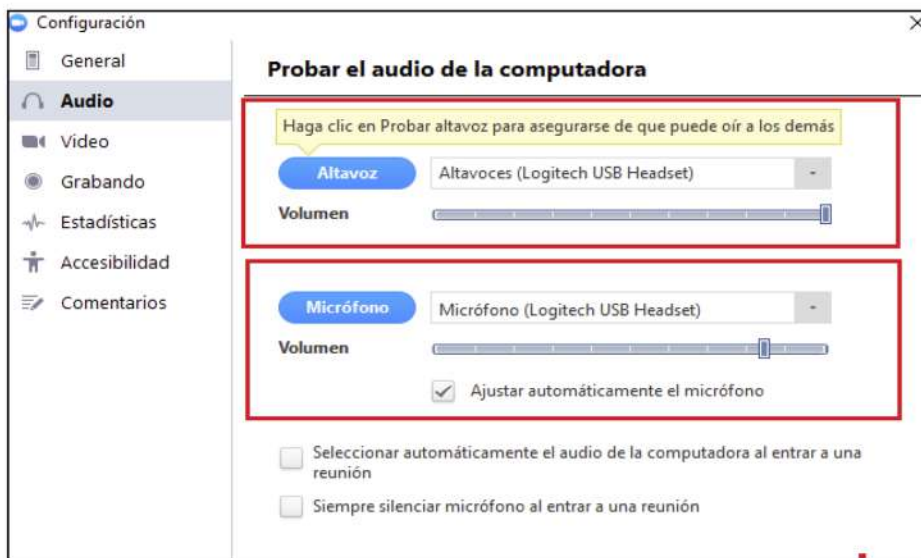 Configuración
General
Audio
Video
Grabando
Estadísticas
Accesibilidad
Comentarios
Probar el audio de la computadora
Haga clic en Probar altavoz para asegurarse de que puede oír a los demás
Altavoz
Altavoces (Logitech USB Headset)
Volumen
Micrófono
Micrófono (Logitech USB Headset)
Volumen
Ajustar automáticamente el micrófono
Seleccionar automáticamente el audio de la computadora al entrar a una
reunión
Siempre silenciar micrófono al entrar a una reunión